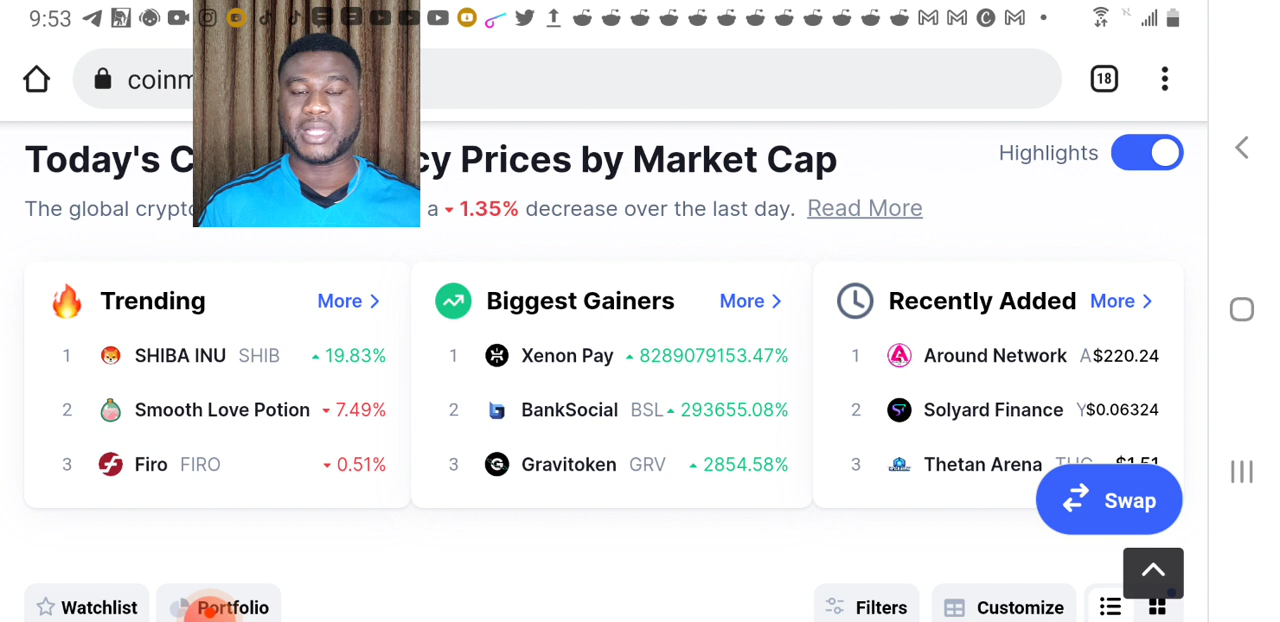 9:53
coinm
18
Today's C cy Prices by Market Cap
Highlights
The global crypto a 1.35% decrease over the last day. Read More
Trending More
1 SHIBA INU SHIB 19.83%
2 Smooth Love Potion 7.49%
3 Firo FIRO 0.51%
Biggest Gainers More
1 Xenon Pay 8289079153.47%
2 BankSocial BSL 293655.08%
3 Gravitoken GRV 2854.58%
Recently Added More
1 Around Network A $220.24
2 Solyard Finance Y $0.06324
3 Thetan Arena $1.51
Swap
Watchlist
Portfolio
Filters
Customize